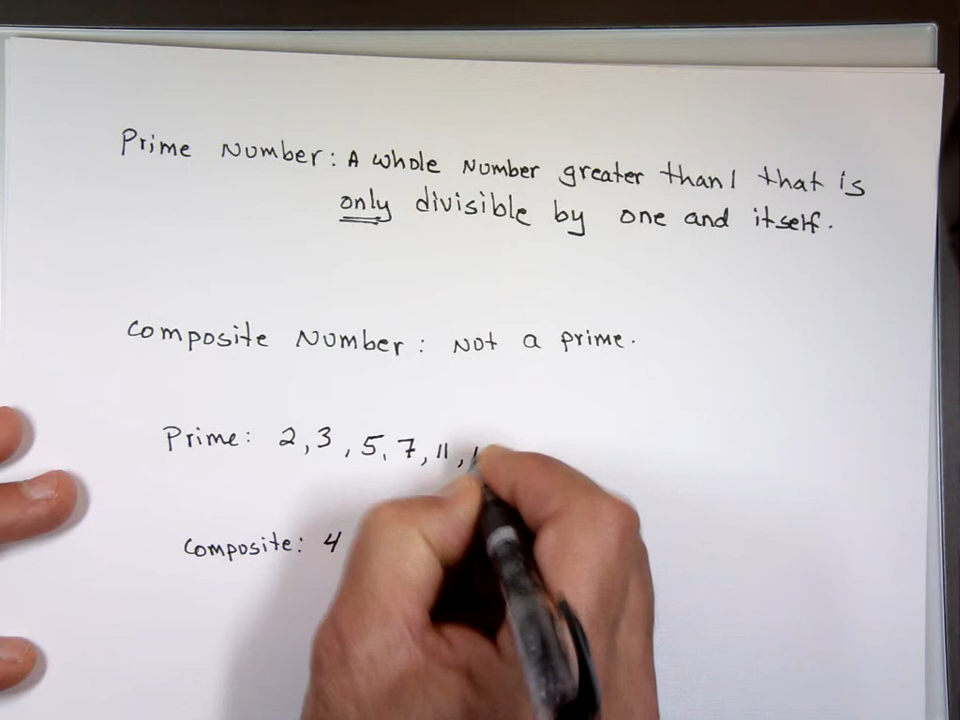 Prime Number: A whole Number greater than 1 that is
only divisible by one and itself.
Composite Number: Not a prime.
Prime: 2, 3, 5, 7, 11,
Composite: 4